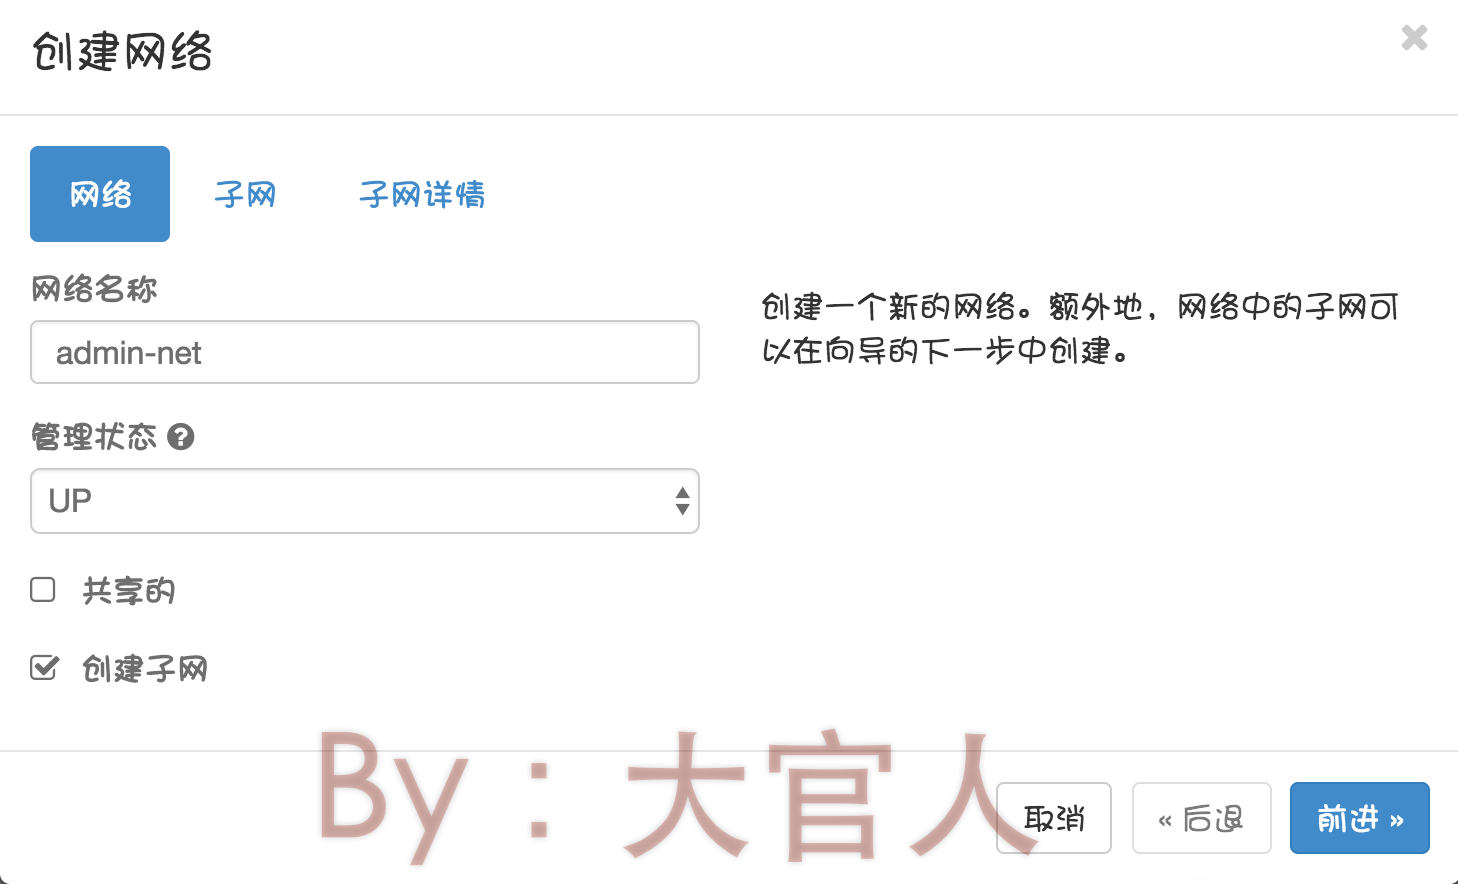 创建网络
网络 子网 子网详情
网络名称
admin-net
创建一个新的网络。额外地，网络中的子网可
以在向导的下一步中创建。
管理状态
UP
共享的
创建子网
By：大官人
取消 « 后退 前进 »